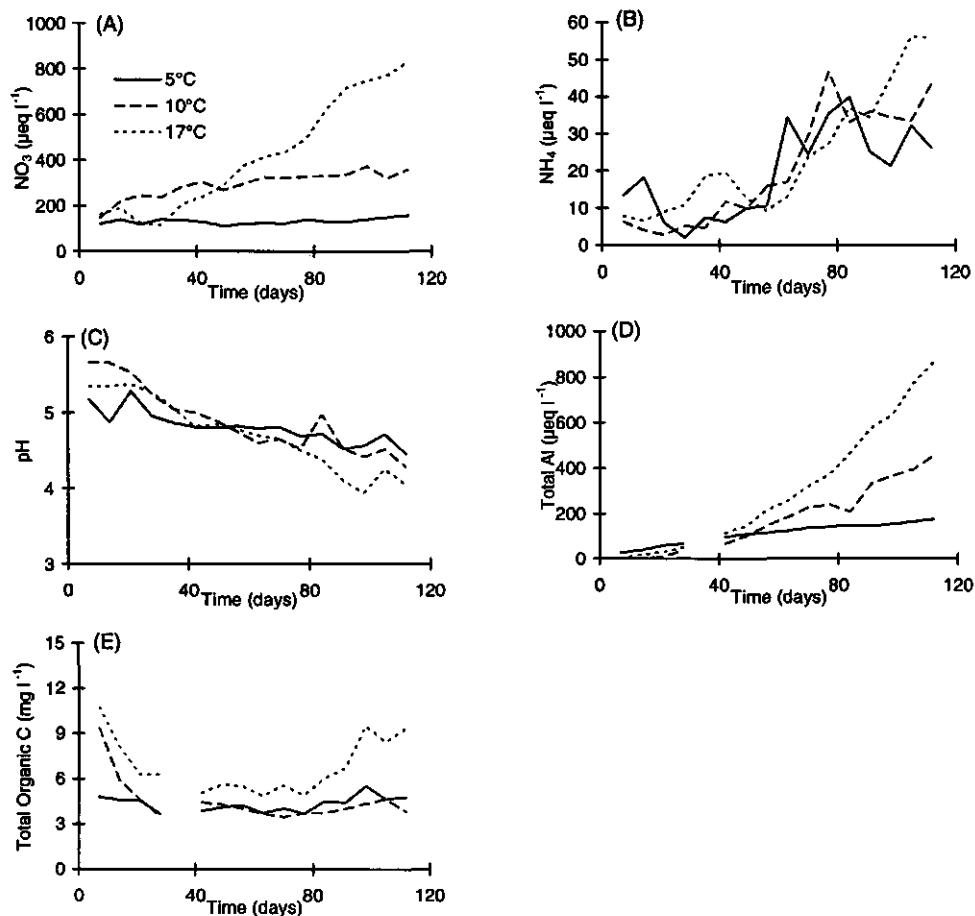 (A)
1000
800
600
400
200
0
NO₃ (µeq l⁻¹)
5°C
10°C
17°C
0 40 80 120
Time (days)
(B)
60
50
40
30
20
10
0
NH₄ (µeq l⁻¹)
0 40 80 120
Time (days)
(C)
6
5
4
3
pH
0 40 80 120
Time (days)
(D)
1000
800
600
400
200
0
Total Al (µeq l⁻¹)
0 40 80 120
Time (days)
(E)
15
12
9
6
3
0
Total Organic C (mg l⁻¹)
0 40 80 120
Time (days)